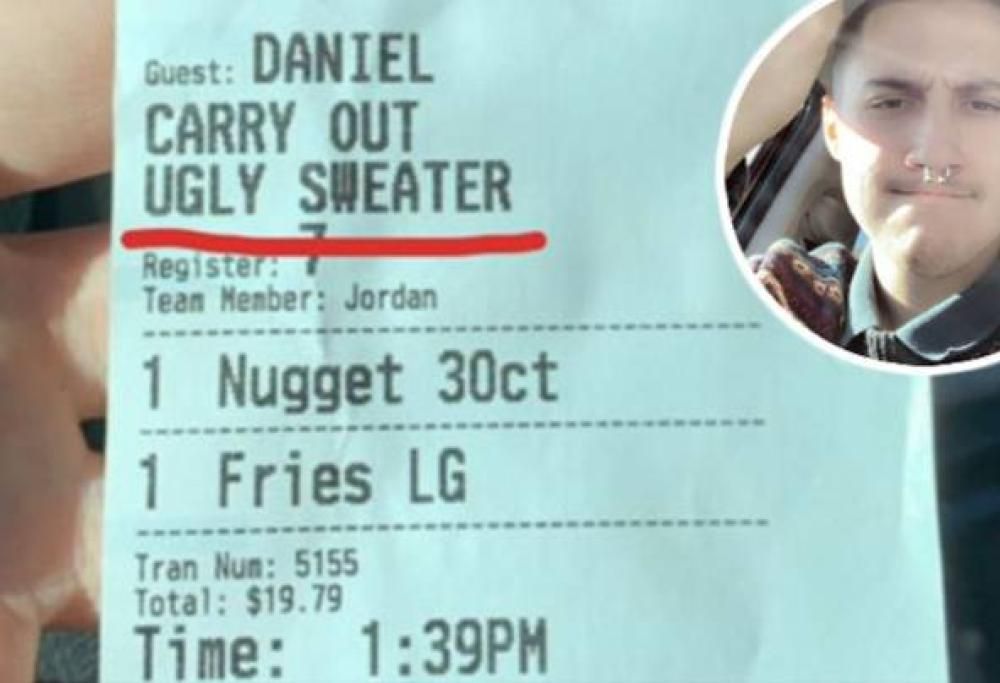 Guest: DANIEL
CARRY OUT
UGLY SWEATER
Register: 7
Team Member: Jordan
1 Nugget 30ct
1 Fries LG
Tran Num: 5155
Total: $19.79
Time: 1:39PM